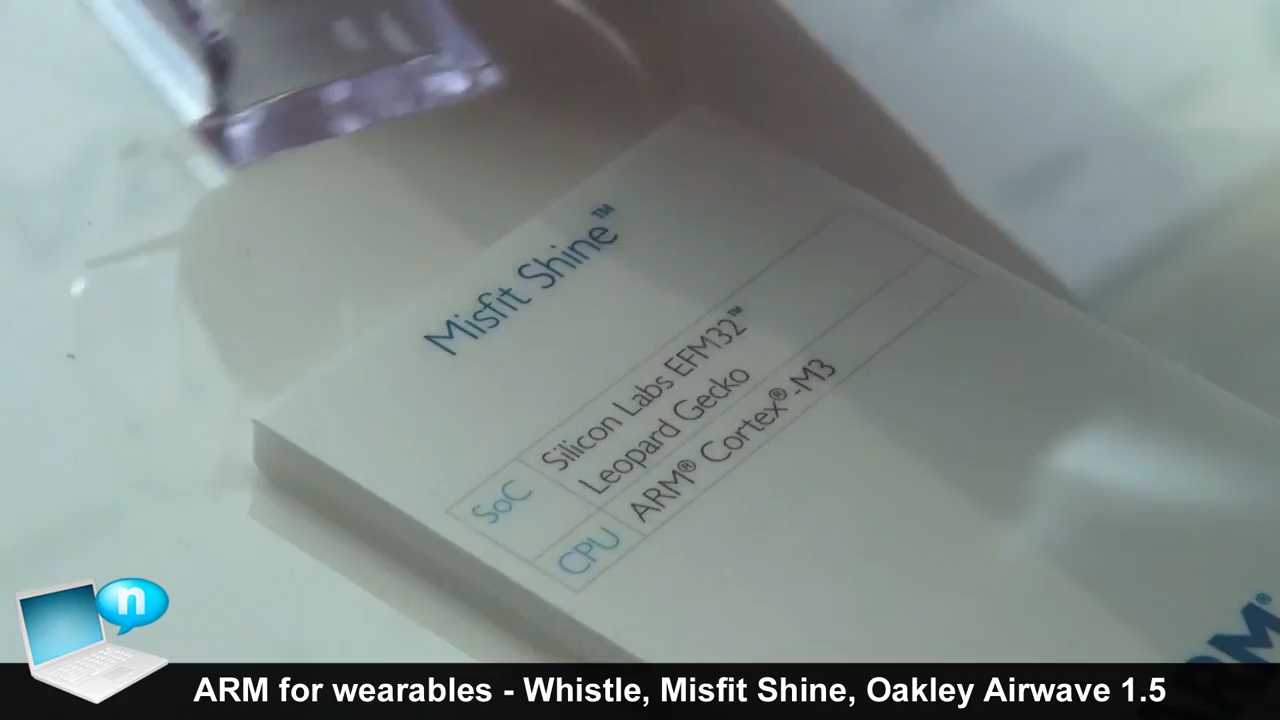 Misfit Shine™
SoC Silicon Labs EFM32™
Leopard Gecko
CPU ARM® Cortex®-M3
ARM®
n
ARM for wearables - Whistle, Misfit Shine, Oakley Airwave 1.5